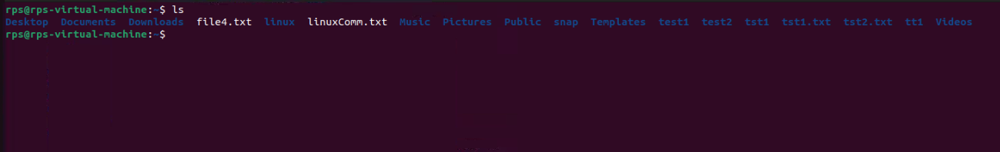 rps@rps-virtual-machine:~$ ls
Desktop Documents Downloads file4.txt linux linuxComm.txt Music Pictures Public snap Templates test1 test2 tst1 tst1.txt tst2.txt tt1 Videos
rps@rps-virtual-machine:~$